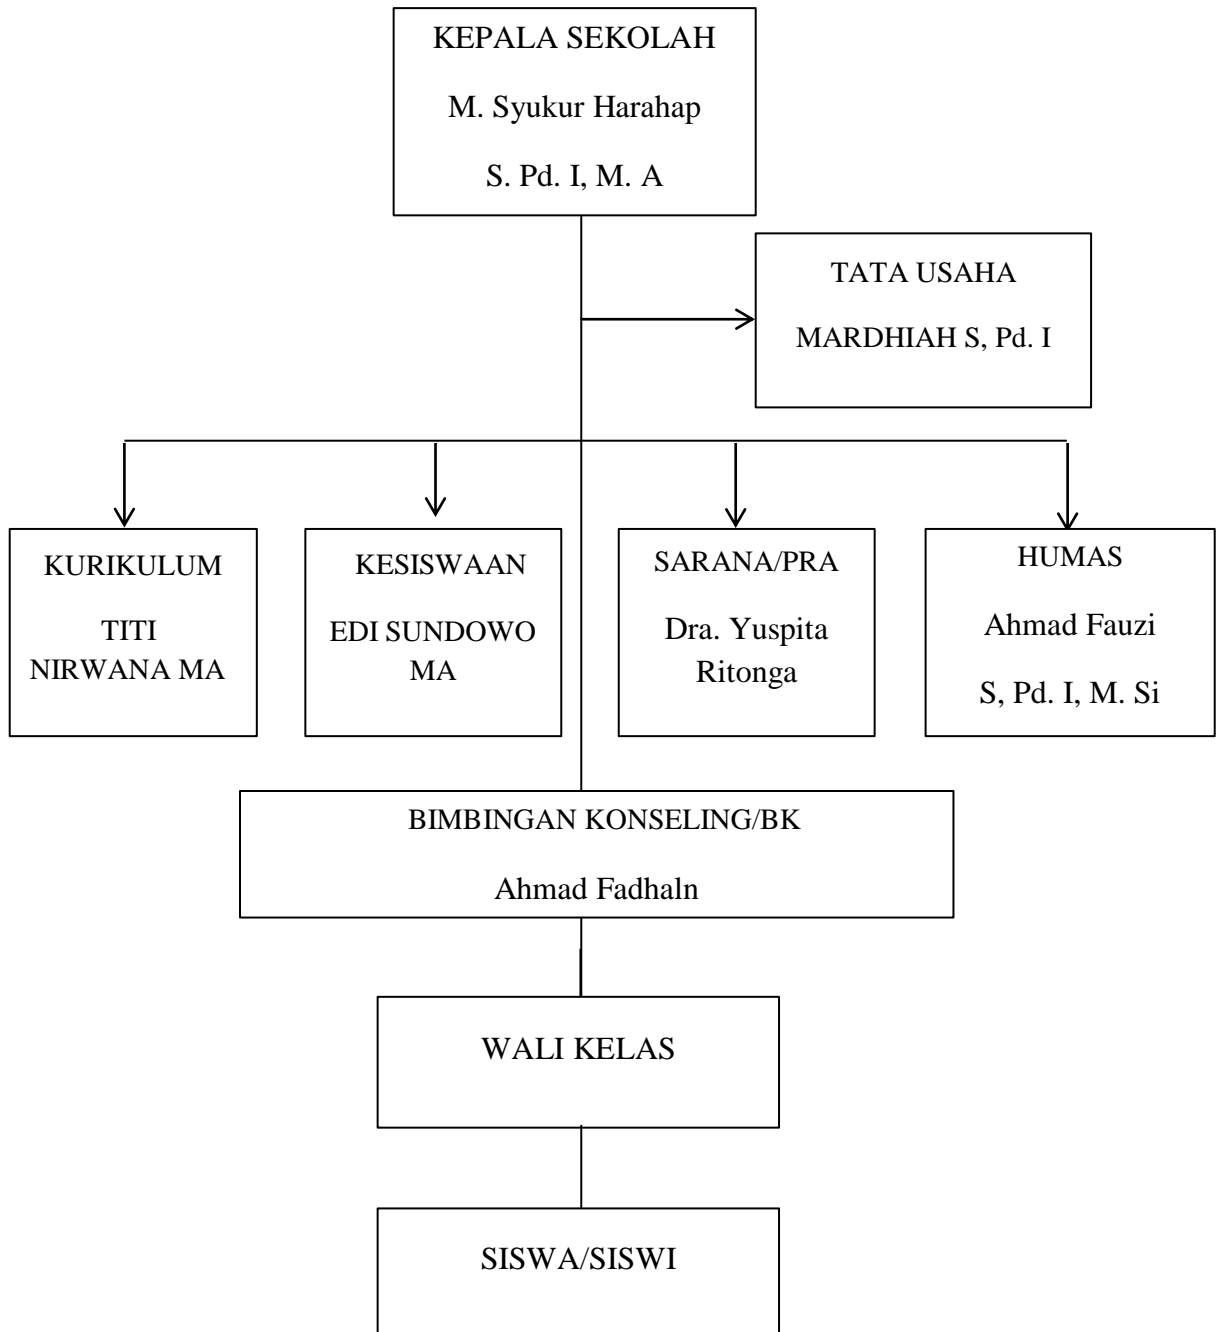 KEPALA SEKOLAH
M. Syukur Harahap
S. Pd. I, M. A
TATA USAHA
MARDHIAH S, Pd. I
KURIKULUM
TITI
NIRWANA MA
KESISWAAN
EDI SUNDOWO
MA
SARANA/PRA
Dra. Yuspita
Ritonga
HUMAS
Ahmad Fauzi
S, Pd. I, M. Si
BIMBINGAN KONSELING/BK
Ahmad Fadhaln
WALI KELAS
SISWA/SISWI